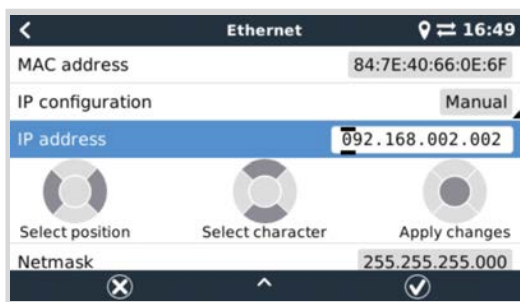 Ethernet 16:49
MAC address 84:7E:40:66:0E:6F
IP configuration Manual
IP address 092.168.002.002
Select position Select character Apply changes
Netmask 255.255.255.000